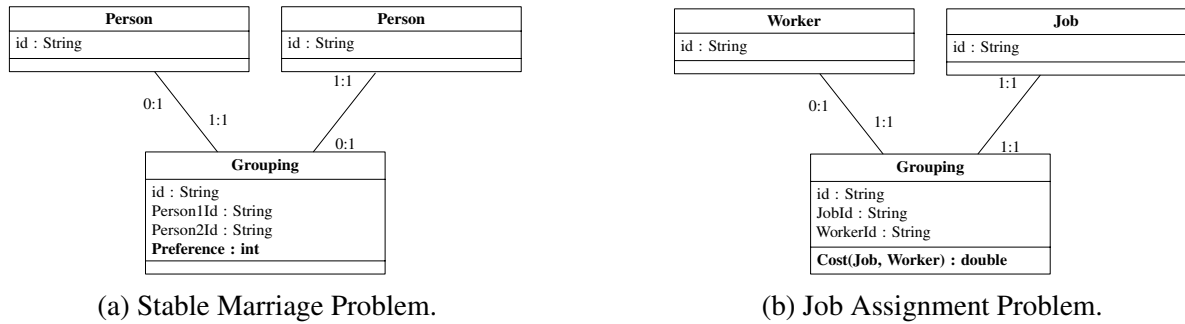 Person
id : String
Person
id : String
0:1
1:1
1:1
0:1
Grouping
id : String
Person1Id : String
Person2Id : String
Preference : int
(a) Stable Marriage Problem.
Worker
id : String
Job
id : String
0:1
1:1
1:1
1:1
Grouping
id : String
JobId : String
WorkerId : String
Cost(Job, Worker) : double
(b) Job Assignment Problem.